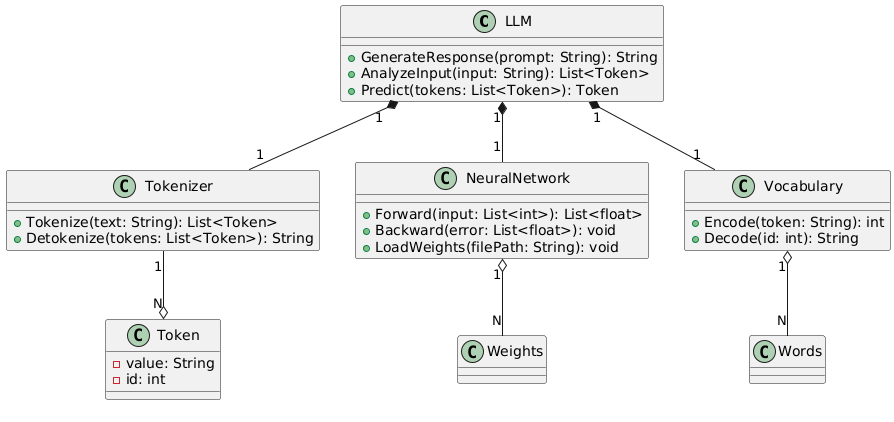 C LLM
GenerateResponse(prompt: String): String
AnalyzeInput(input: String): List<Token>
Predict(tokens: List<Token>): Token
1 1 1
1 1 1
C Tokenizer
Tokenize(text: String): List<Token>
Detokenize(tokens: List<Token>): String
C NeuralNetwork
Forward(input: List<int>): List<float>
Backward(error: List<float>): void
LoadWeights(filePath: String): void
C Vocabulary
Encode(token: String): int
Decode(id: int): String
1 1 1
N N N
C Token
value: String
id: int
C Weights
C Words